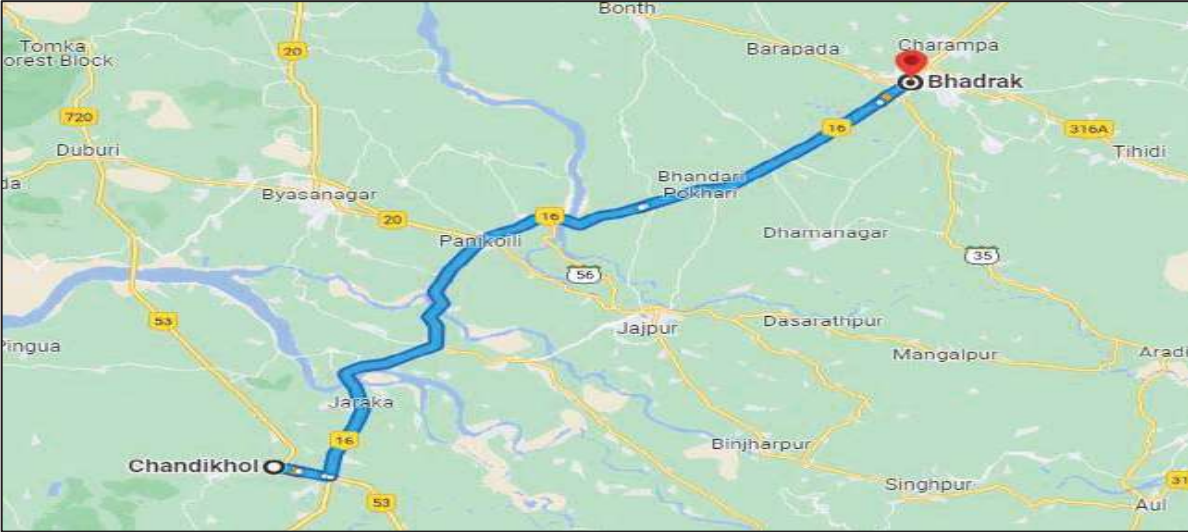 Bonth
Tomka
orest Block
20
Barapada
Charampa
Bhadrak
720
16
316A
Duburi
Tihidi
da
Byasanagar
Bhandari
Pokhari
20
16
Panikoili
Dhamanagar
56
35
53
Jajpur
Dasarathpur
Pingua
Mangalpur
Aradi
Jaraka
16
Binjharpur
Chandikhol
Singhpur
31
53
Aul